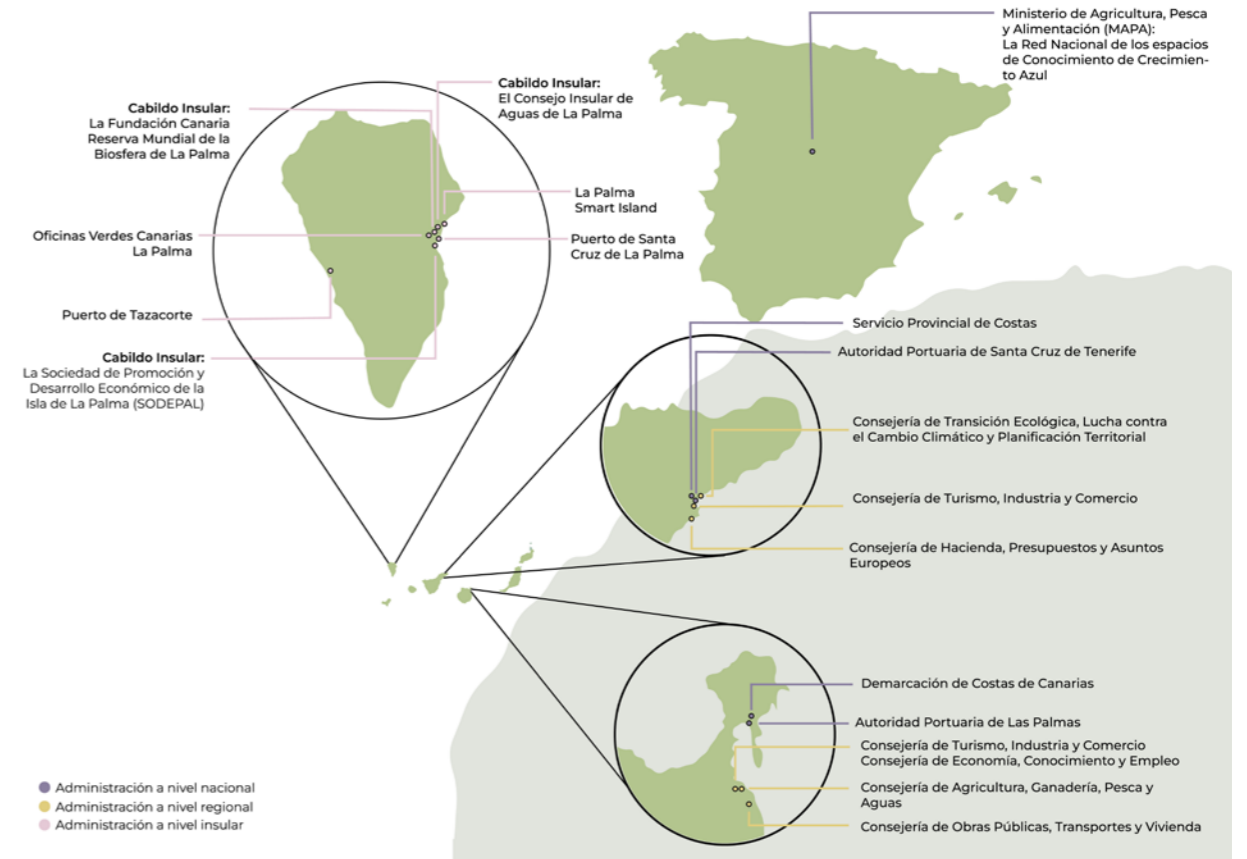 Ministerio de Agricultura, Pesca
y Alimentación (MAPA):
La Red Nacional de los espacios
de Conocimiento de Crecimien-
to Azul
Cabildo Insular:
El Consejo Insular de
Aguas de La Palma
Cabildo Insular:
La Fundación Canaria
Reserva Mundial de la
Biosfera de La Palma
La Palma
Smart Island
Oficinas Verdes Canarias
La Palma
Puerto de Santa
Cruz de La Palma
Puerto de Tazacorte
Cabildo Insular:
La Sociedad de Promoción y
Desarrollo Económico de la
Isla de La Palma (SODEPAL)
Servicio Provincial de Costas
Autoridad Portuaria de Santa Cruz de Tenerife
Consejería de Transición Ecológica, Lucha contra
el Cambio Climático y Planificación Territorial
Consejería de Turismo, Industria y Comercio
Consejería de Hacienda, Presupuestos y Asuntos
Europeos
Demarcación de Costas de Canarias
Autoridad Portuaria de Las Palmas
Consejería de Turismo, Industria y Comercio
Consejería de Economía, Conocimiento y Empleo
Consejería de Agricultura, Ganadería, Pesca y
Aguas
Consejería de Obras Públicas, Transportes y Vivienda
Administración a nivel nacional
Administración a nivel regional
Administración a nivel insular